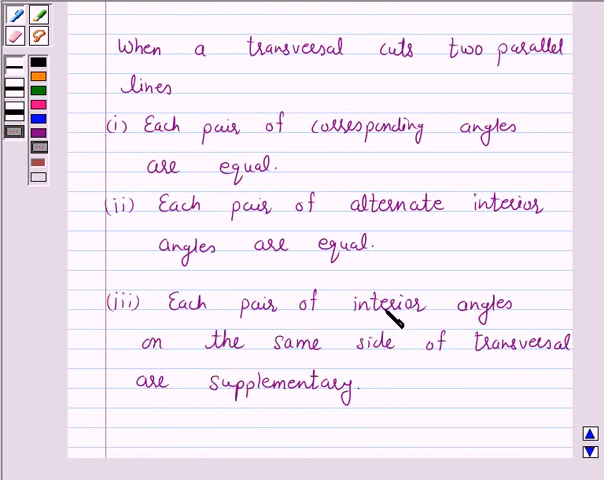 When a transversal cuts two parallel
lines
(i) Each pair of corresponding angles
are equal.
(ii) Each pair of alternate interior
angles are equal.
(iii) Each pair of interior angles
on the same side of transversal
are supplementary.